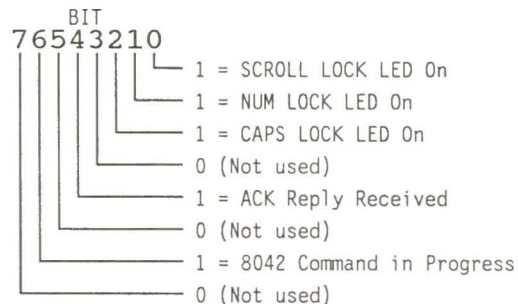 BIT
76543210
1 = SCROLL LOCK LED On
1 = NUM LOCK LED On
1 = CAPS LOCK LED On
0 (Not used)
1 = ACK Reply Received
0 (Not used)
1 = 8042 Command in Progress
0 (Not used)